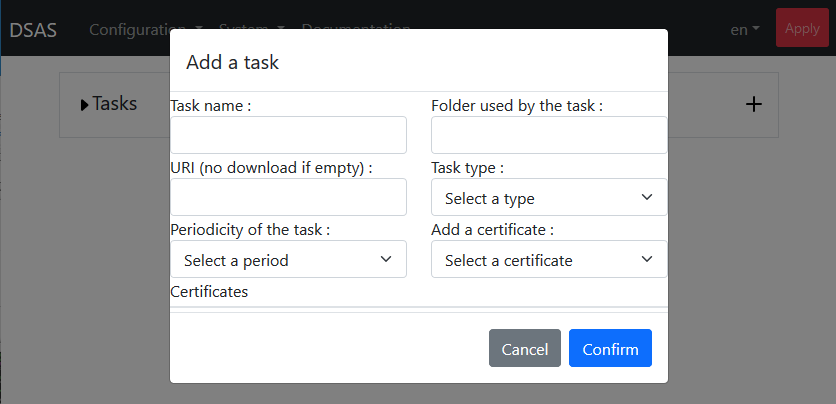 DSAS Configuration System Documentation en Apply
Add a task
Tasks
Task name :
Folder used by the task :
URI (no download if empty) :
Task type :
Select a type
Periodicity of the task :
Add a certificate :
Select a period
Select a certificate
Certificates
Cancel Confirm